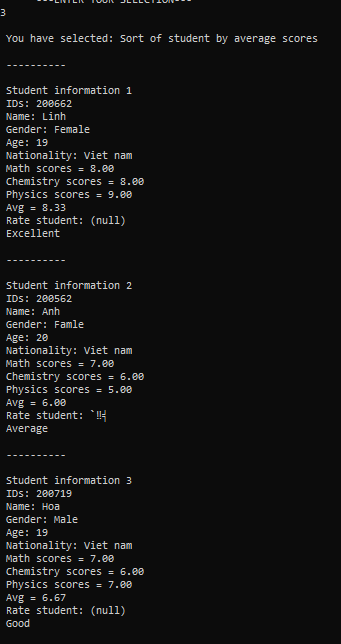 ---ENTER YOUR SELECTION---
3
You have selected: Sort of student by average scores
----------
Student information 1
IDs: 200662
Name: Linh
Gender: Female
Age: 19
Nationality: Viet nam
Math scores = 8.00
Chemistry scores = 8.00
Physics scores = 9.00
Avg = 8.33
Rate student: (null)
Excellent
----------
Student information 2
IDs: 200562
Name: Anh
Gender: Famle
Age: 20
Nationality: Viet nam
Math scores = 7.00
Chemistry scores = 6.00
Physics scores = 5.00
Avg = 6.00
Rate student: `‼╡
Average
----------
Student information 3
IDs: 200719
Name: Hoa
Gender: Male
Age: 19
Nationality: Viet nam
Math scores = 7.00
Chemistry scores = 6.00
Physics scores = 7.00
Avg = 6.67
Rate student: (null)
Good